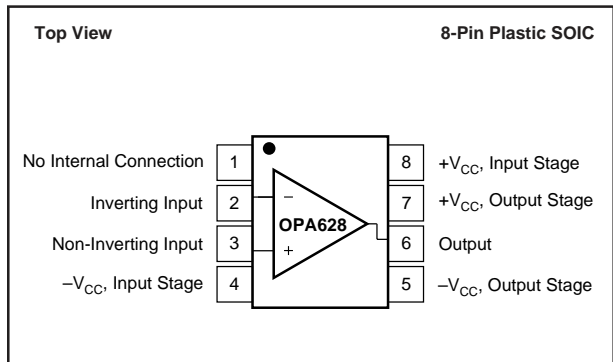 Top View
8-Pin Plastic SOIC
No Internal Connection 1
Inverting Input 2
Non-Inverting Input 3
–VCC, Input Stage 4
–
OPA628
+
8 +VCC, Input Stage
7 +VCC, Output Stage
6 Output
5 –VCC, Output Stage